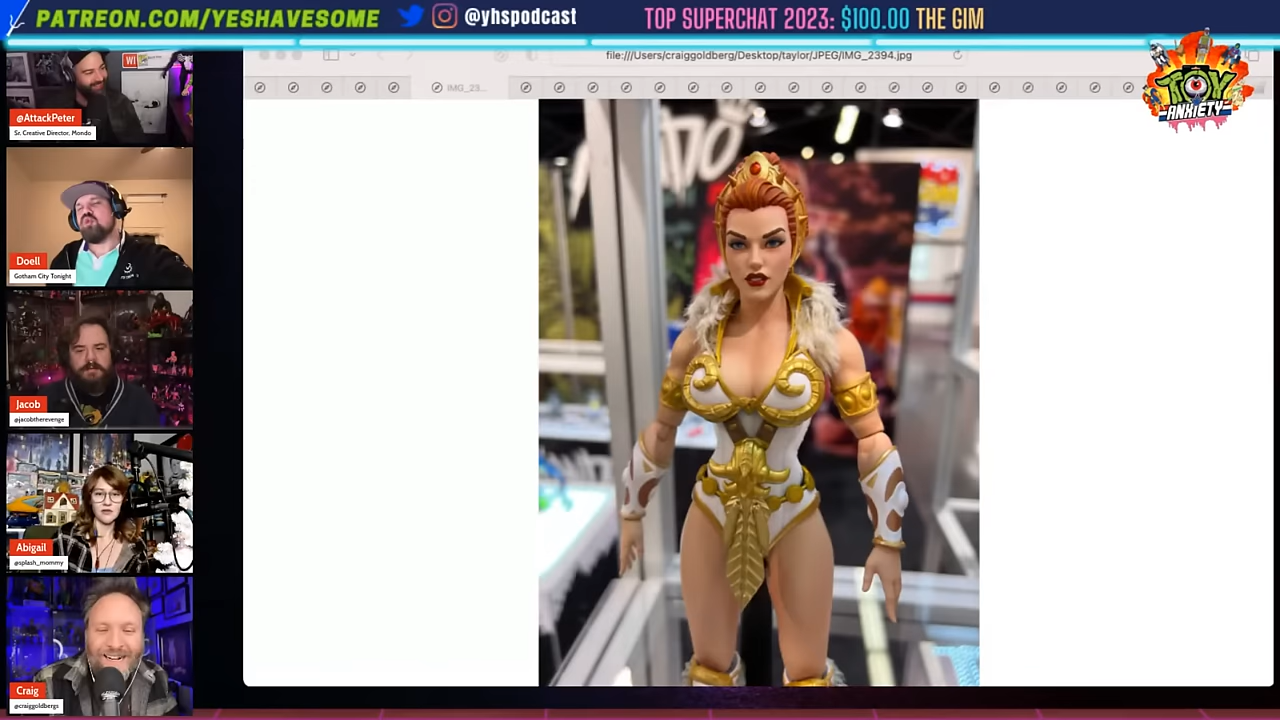 PATREON.COM/YESHAVESOME
@yhspodcast
TOP SUPERCHAT 2023: $100.00 THE GIM
file:///Users/craiggoldberg/Desktop/taylor/JPEG/IMG_2394.jpg
IMG_23...
TOY
ANXIETY
@AttackPeter
Sr. Creative Director, Mondo
Doell
Gotham City Tonight
Jacob
@jacobtherevenge
Abigail
@splash_mommy
Craig
@craiggoldbergs